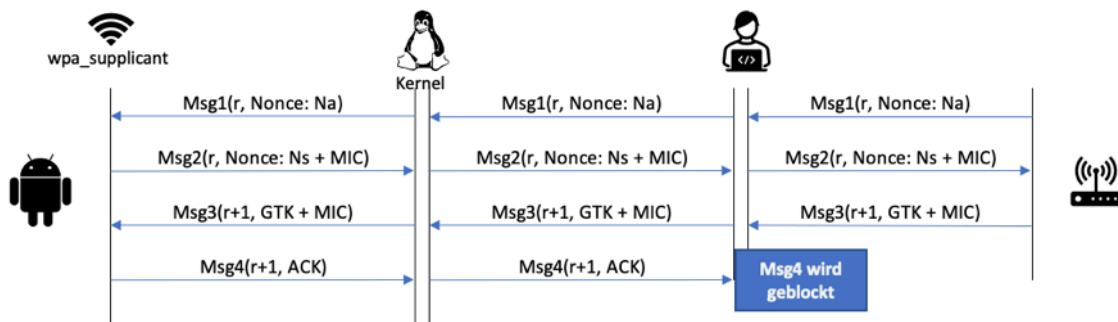 wpa_supplicant
Kernel
</>
Msg1(r, Nonce: Na)
Msg1(r, Nonce: Na)
Msg1(r, Nonce: Na)
Msg2(r, Nonce: Ns + MIC)
Msg2(r, Nonce: Ns + MIC)
Msg2(r, Nonce: Ns + MIC)
Msg3(r+1, GTK + MIC)
Msg3(r+1, GTK + MIC)
Msg3(r+1, GTK + MIC)
Msg4(r+1, ACK)
Msg4(r+1, ACK)
Msg4 wird
geblockt